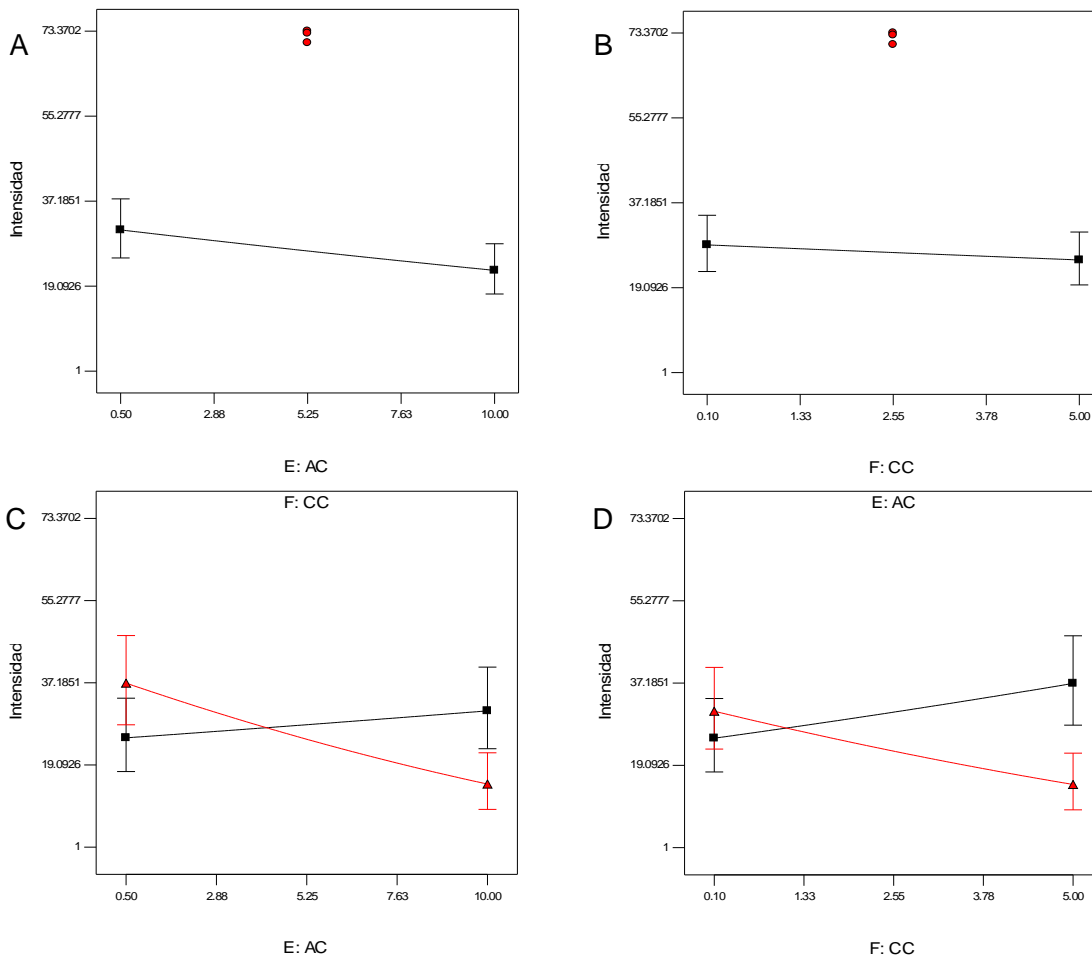 A
Intensidad
73.3702
55.2777
37.1851
19.0926
1
0.50 2.88 5.25 7.63 10.00
E: AC
B
Intensidad
73.3702
55.2777
37.1851
19.0926
1
0.10 1.33 2.55 3.78 5.00
F: CC
C
F: CC
Intensidad
73.3702
55.2777
37.1851
19.0926
1
0.50 2.88 5.25 7.63 10.00
E: AC
D
E: AC
Intensidad
73.3702
55.2777
37.1851
19.0926
1
0.10 1.33 2.55 3.78 5.00
F: CC